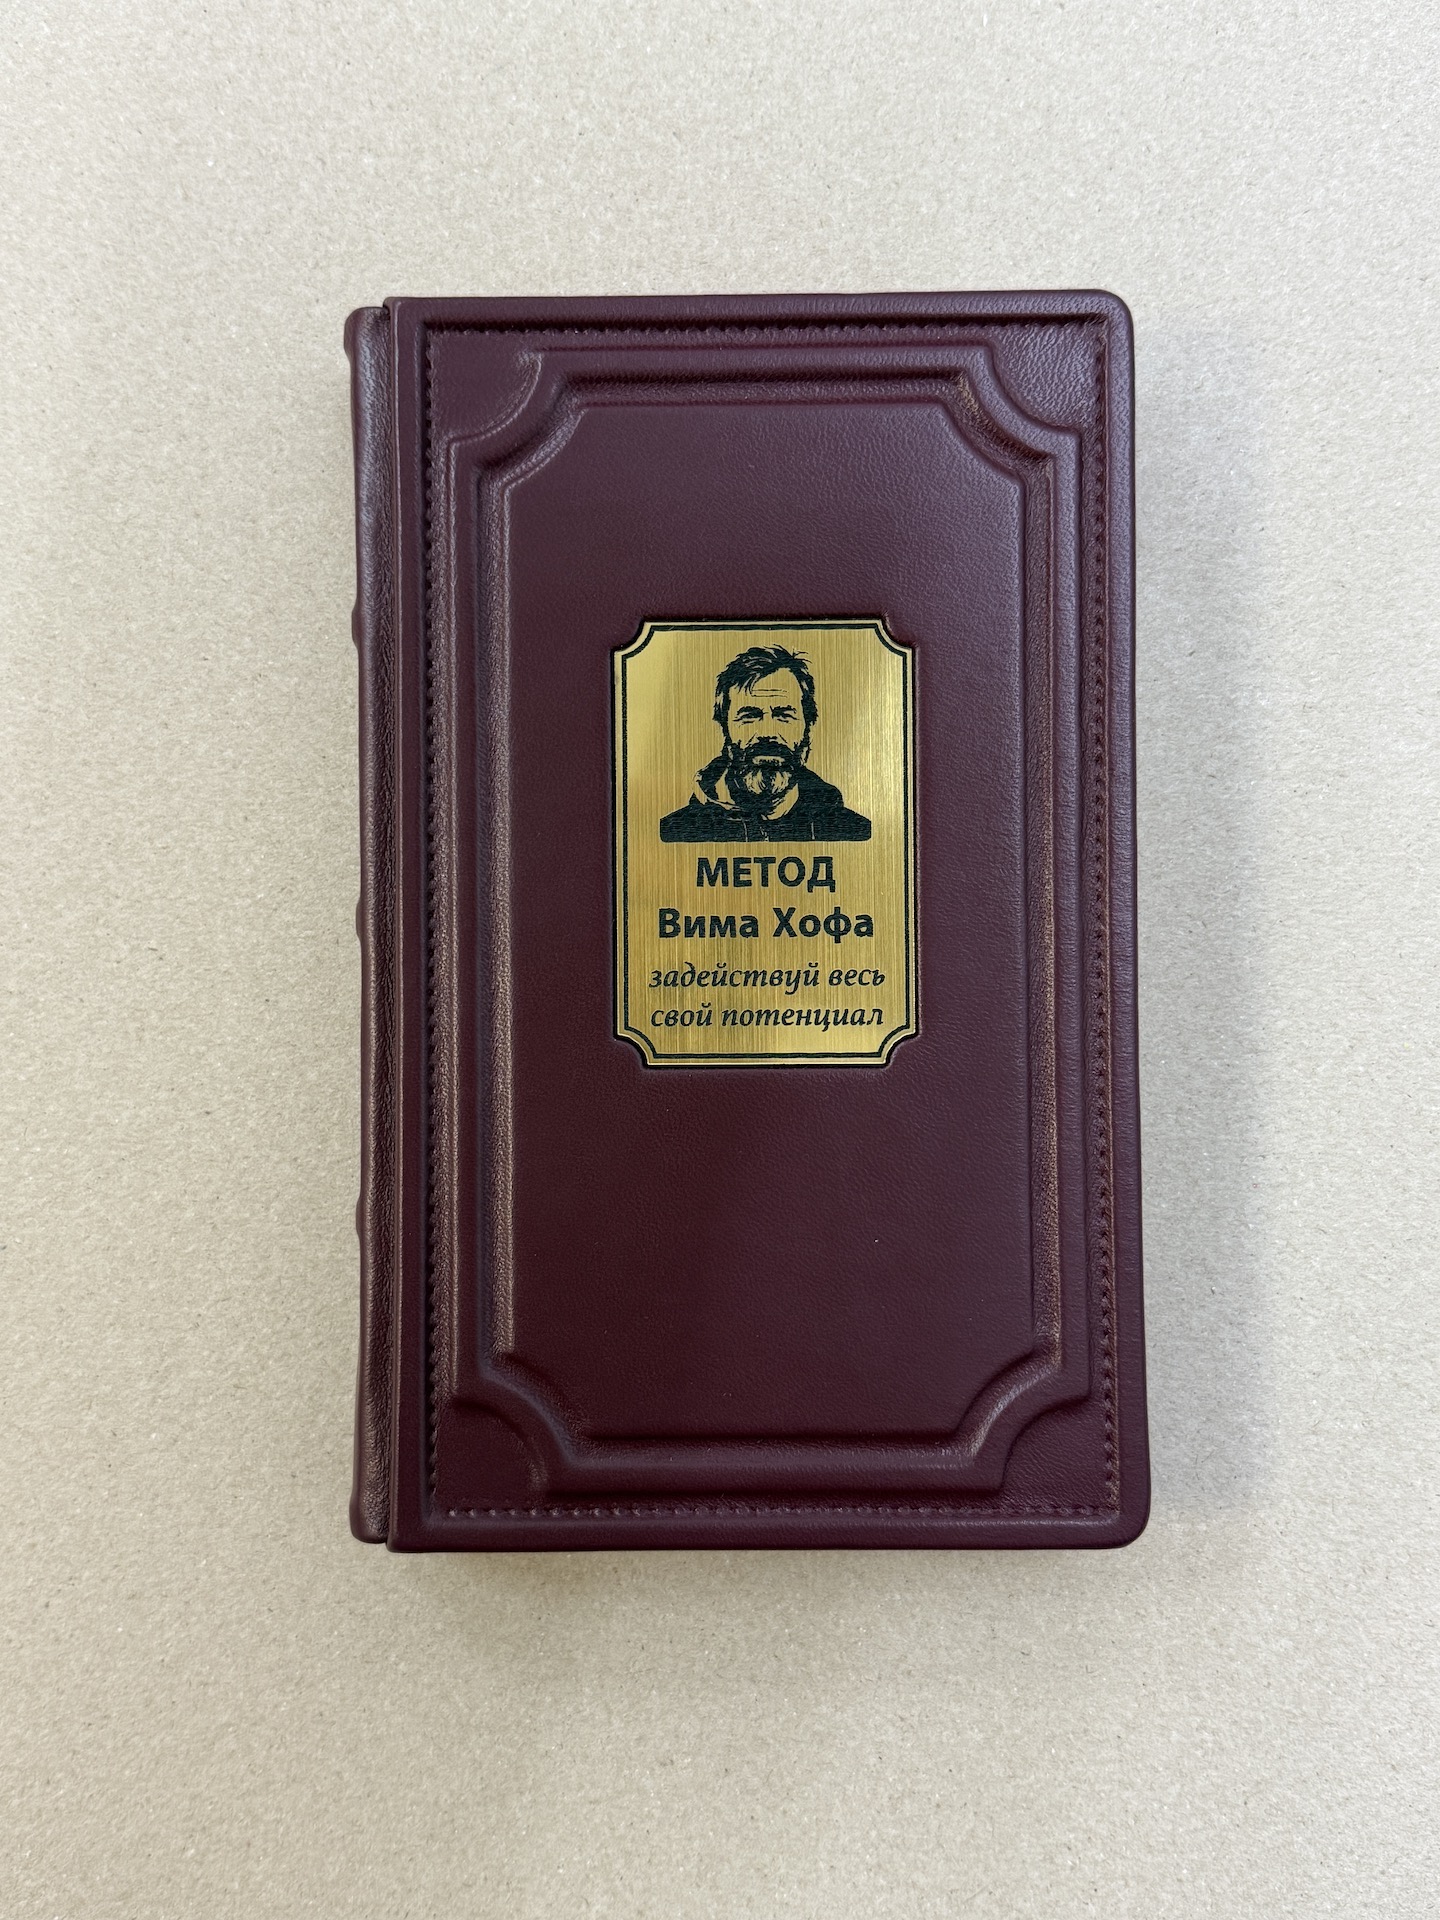 МЕТОД
Вима Хофа
задействуй весь
свой потенциал